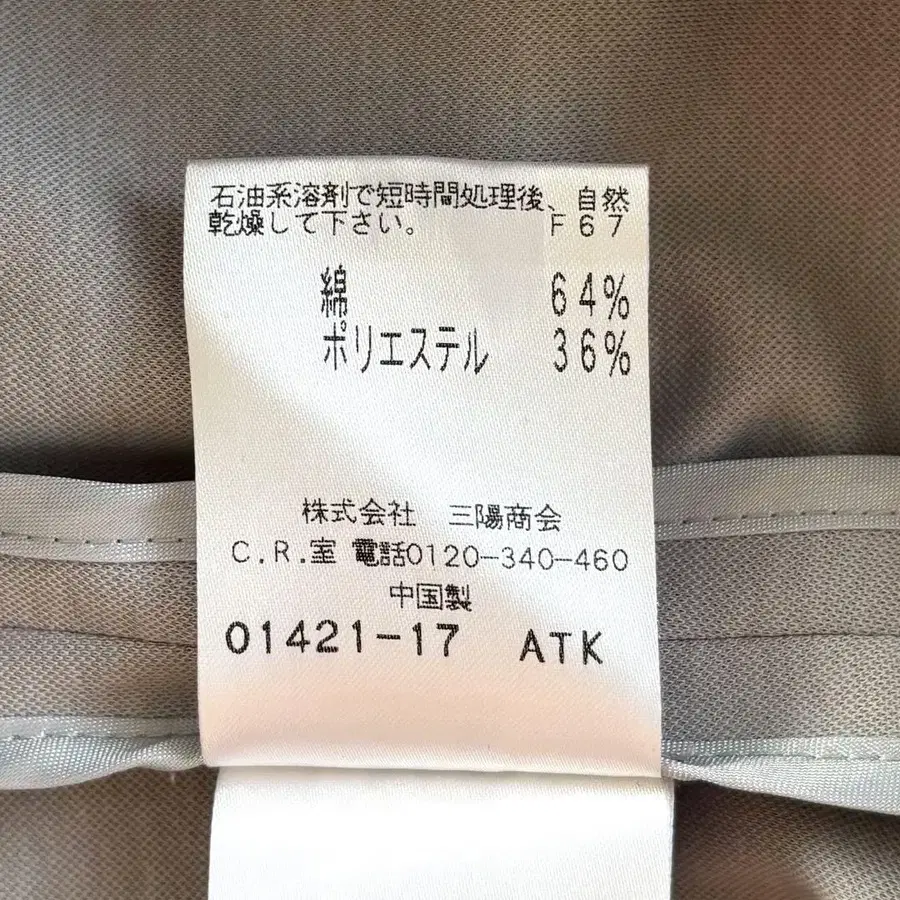 石油系溶剤で短時間処理後、自然
乾燥して下さい。 F67
綿 64%
ポリエステル 36%
株式会社 三陽商会
C.R.室 電話0120-340-460
中国製
01421-17 ATK